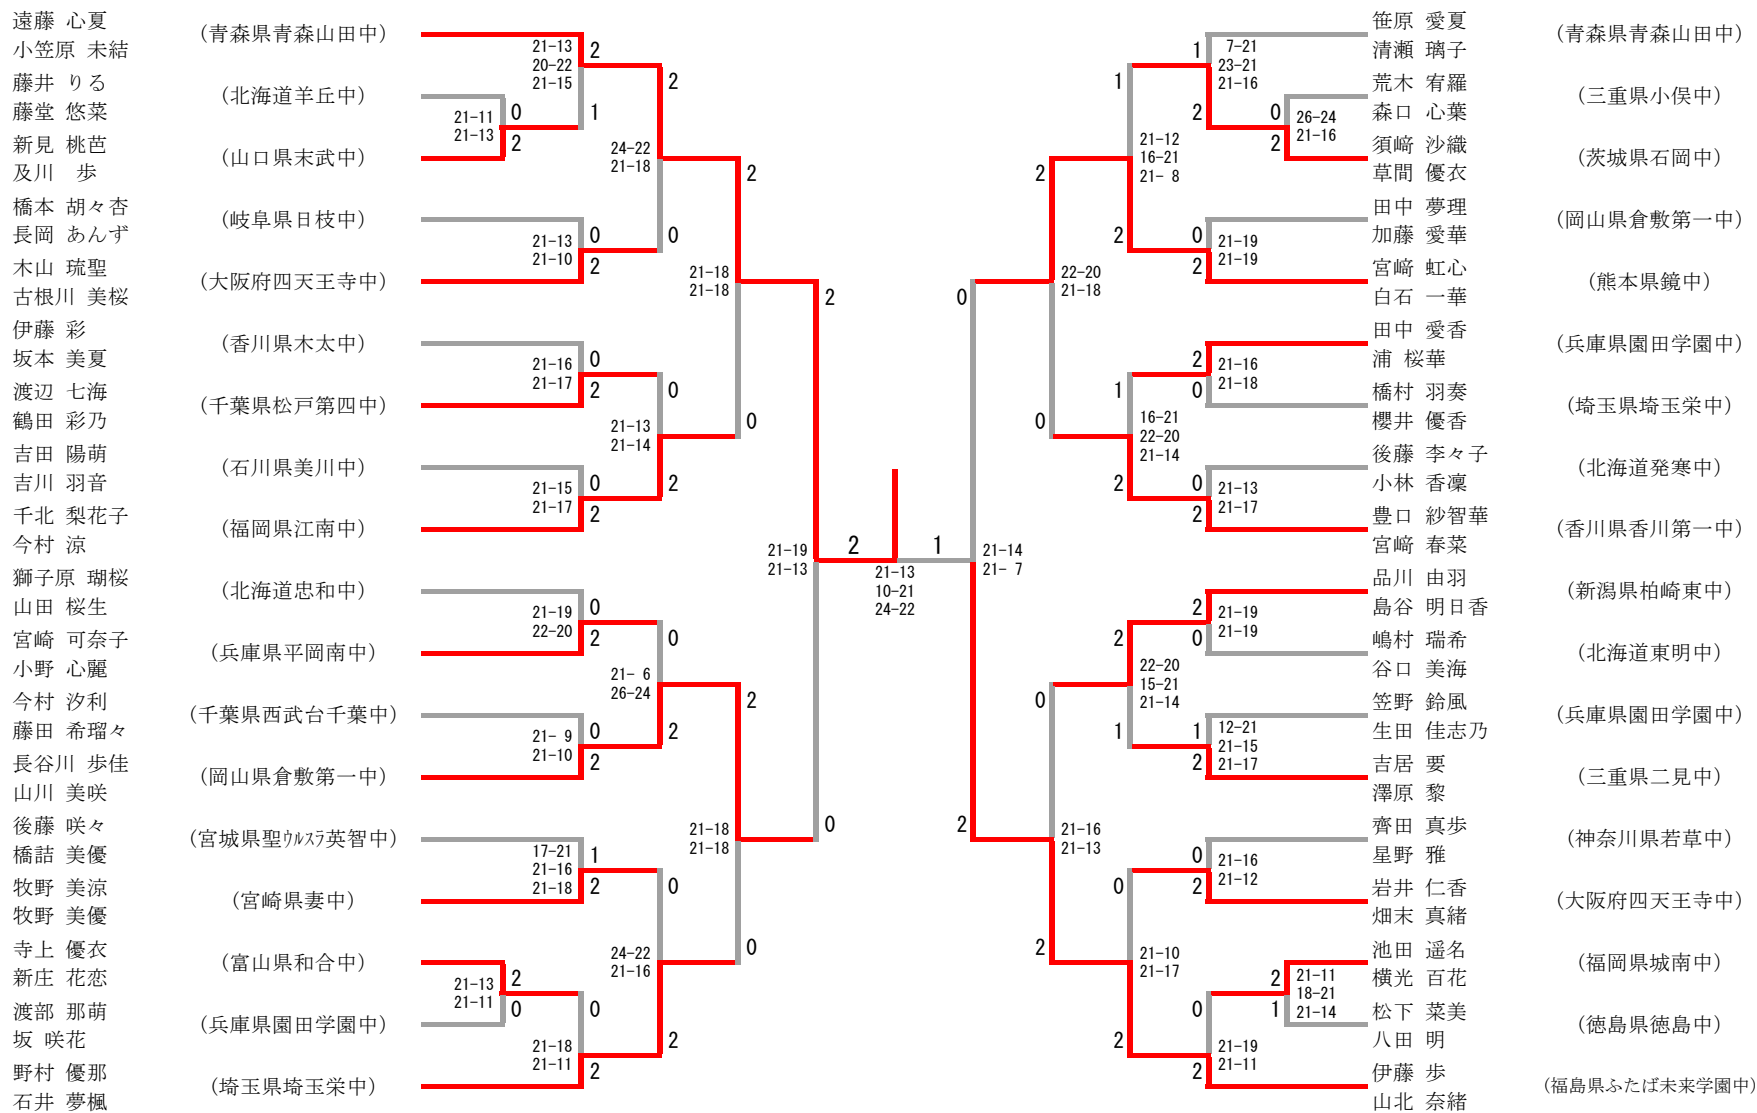 遠藤 心夏
小笠原 未結
(青森県青森山田中)
藤井 りる
藤堂 悠菜
(北海道羊丘中)
新見 桃芭
及川 歩
(山口県末武中)
橋本 胡々杏
長岡 あんず
(岐阜県日枝中)
木山 琉聖
古根川 美桜
(大阪府四天王寺中)
伊藤 彩
坂本 美夏
(香川県木太中)
渡辺 七海
鶴田 彩乃
(千葉県松戸第四中)
吉田 陽萌
吉川 羽音
(石川県美川中)
千北 梨花子
今村 涼
(福岡県江南中)
獅子原 瑚桜
山田 桜生
(北海道忠和中)
宮崎 可奈子
小野 心麗
(兵庫県平岡南中)
今村 汐利
藤田 希瑠々
(千葉県西武台千葉中)
長谷川 歩佳
山川 美咲
(岡山県倉敷第一中)
後藤 咲々
橋詰 美優
(宮城県聖ウルスラ英智中)
牧野 美涼
牧野 美優
(宮崎県妻中)
寺上 優衣
新庄 花恋
(富山県和合中)
渡部 那萌
坂 咲花
(兵庫県園田学園中)
野村 優那
石井 夢楓
(埼玉県埼玉栄中)
21-13
20-22
21-15
2
1
21-11
21-13
0
2
21-13
21-10
0
2
24-22
21-18
2
0
21-16
21-17
0
2
21-15
21-17
0
2
21-13
21-14
0
2
21-18
21-18
2
0
21-19
22-20
0
2
21- 9
21-10
0
2
21- 6
26-24
0
2
17-21
21-16
21-18
1
2
21-13
21-11
2
0
21-18
21-11
0
2
24-22
21-16
0
2
21-18
21-18
2
0
21-19
21-13
2
0
2
1
21-13
10-21
24-22
21-14
21- 7
0
2
22-20
21-18
2
0
21-12
16-21
21- 8
1
2
7-21
23-21
21-16
1
2
26-24
21-16
0
2
21-19
21-19
0
2
21-16
21-18
2
0
16-21
22-20
21-14
1
2
21-13
21-17
0
2
21-19
21-19
2
0
22-20
15-21
21-14
2
1
12-21
21-15
21-17
1
2
21-16
21-13
0
2
21-16
21-12
0
2
21-10
21-17
0
2
21-11
18-21
21-14
2
1
21-19
21-11
0
2
笹原 愛夏
清瀬 璃子
(青森県青森山田中)
荒木 宥羅
森口 心葉
(三重県小俣中)
須﨑 沙織
草間 優衣
(茨城県石岡中)
田中 夢理
加藤 愛華
(岡山県倉敷第一中)
宮﨑 虹心
白石 一華
(熊本県鏡中)
田中 愛香
浦 桜華
(兵庫県園田学園中)
橋村 羽奏
櫻井 優香
(埼玉県埼玉栄中)
後藤 李々子
小林 香凜
(北海道発寒中)
豊口 紗智華
宮﨑 春菜
(香川県香川第一中)
品川 由羽
島谷 明日香
(新潟県柏崎東中)
嶋村 瑞希
谷口 美海
(北海道東明中)
笠野 鈴風
生田 佳志乃
(兵庫県園田学園中)
吉居 要
澤原 黎
(三重県二見中)
齊田 真歩
星野 雅
(神奈川県若草中)
岩井 仁香
畑末 真緒
(大阪府四天王寺中)
池田 遥名
横光 百花
(福岡県城南中)
松下 菜美
八田 明
(徳島県徳島中)
伊藤 歩
山北 奈緒
(福島県ふたば未来学園中)